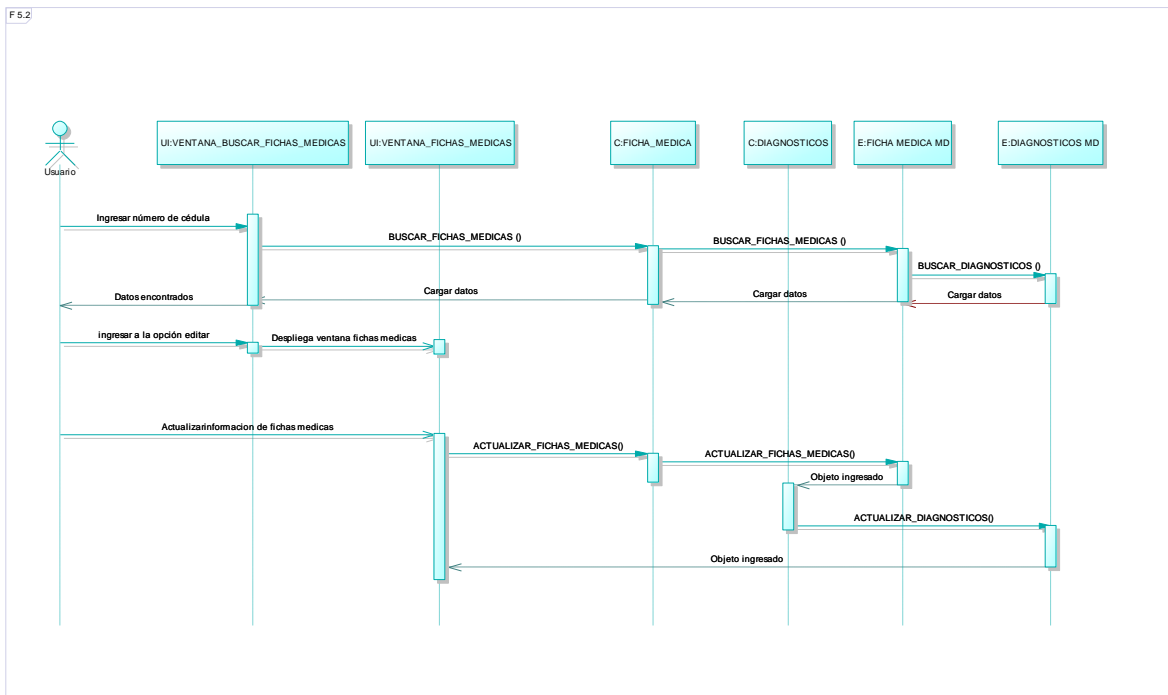 F 5.2
Usuario
UI:VENTANA_BUSCAR_FICHAS_MEDICAS
UI:VENTANA_FICHAS_MEDICAS
C:FICHA_MEDICA
C:DIAGNOSTICOS
E:FICHA MEDICA MD
E:DIAGNOSTICOS MD
Ingresar número de cédula
BUSCAR_FICHAS_MEDICAS ()
BUSCAR_FICHAS_MEDICAS ()
BUSCAR_DIAGNOSTICOS ()
Datos encontrados
Cargar datos
Cargar datos
Cargar datos
ingresar a la opción editar
Despliega ventana fichas medicas
Actualizarinformacion de fichas medicas
ACTUALIZAR_FICHAS_MEDICAS()
ACTUALIZAR_FICHAS_MEDICAS()
Objeto ingresado
ACTUALIZAR_DIAGNOSTICOS()
Objeto ingresado